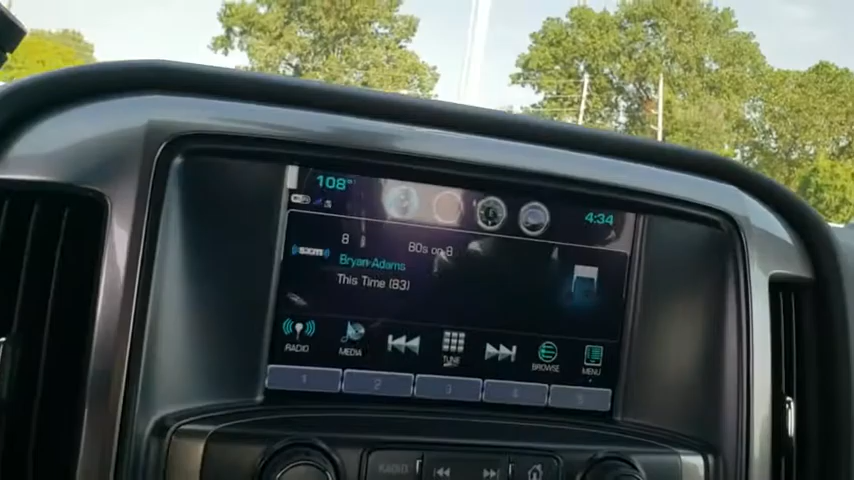 108°
4:34
8
80s on 8
SXM
Bryan Adams
This Time (83)
RADIO
MEDIA
TUNE
BROWSE
MENU
1
2
3
4
5
RADIO